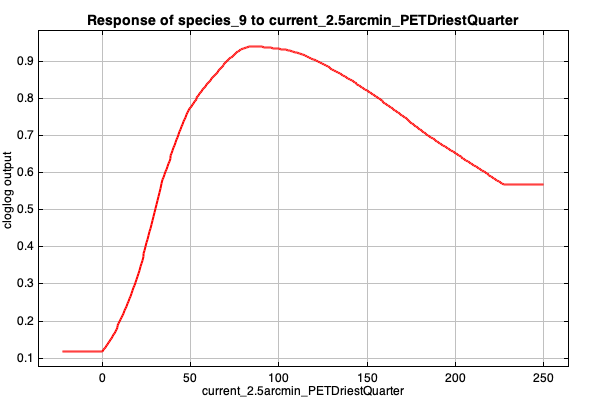 Response of species_9 to current_2.5arcmin_PETDriestQuarter
cloglog output
0.9
0.8
0.7
0.6
0.5
0.4
0.3
0.2
0.1
0 50 100 150 200 250
current_2.5arcmin_PETDriestQuarter